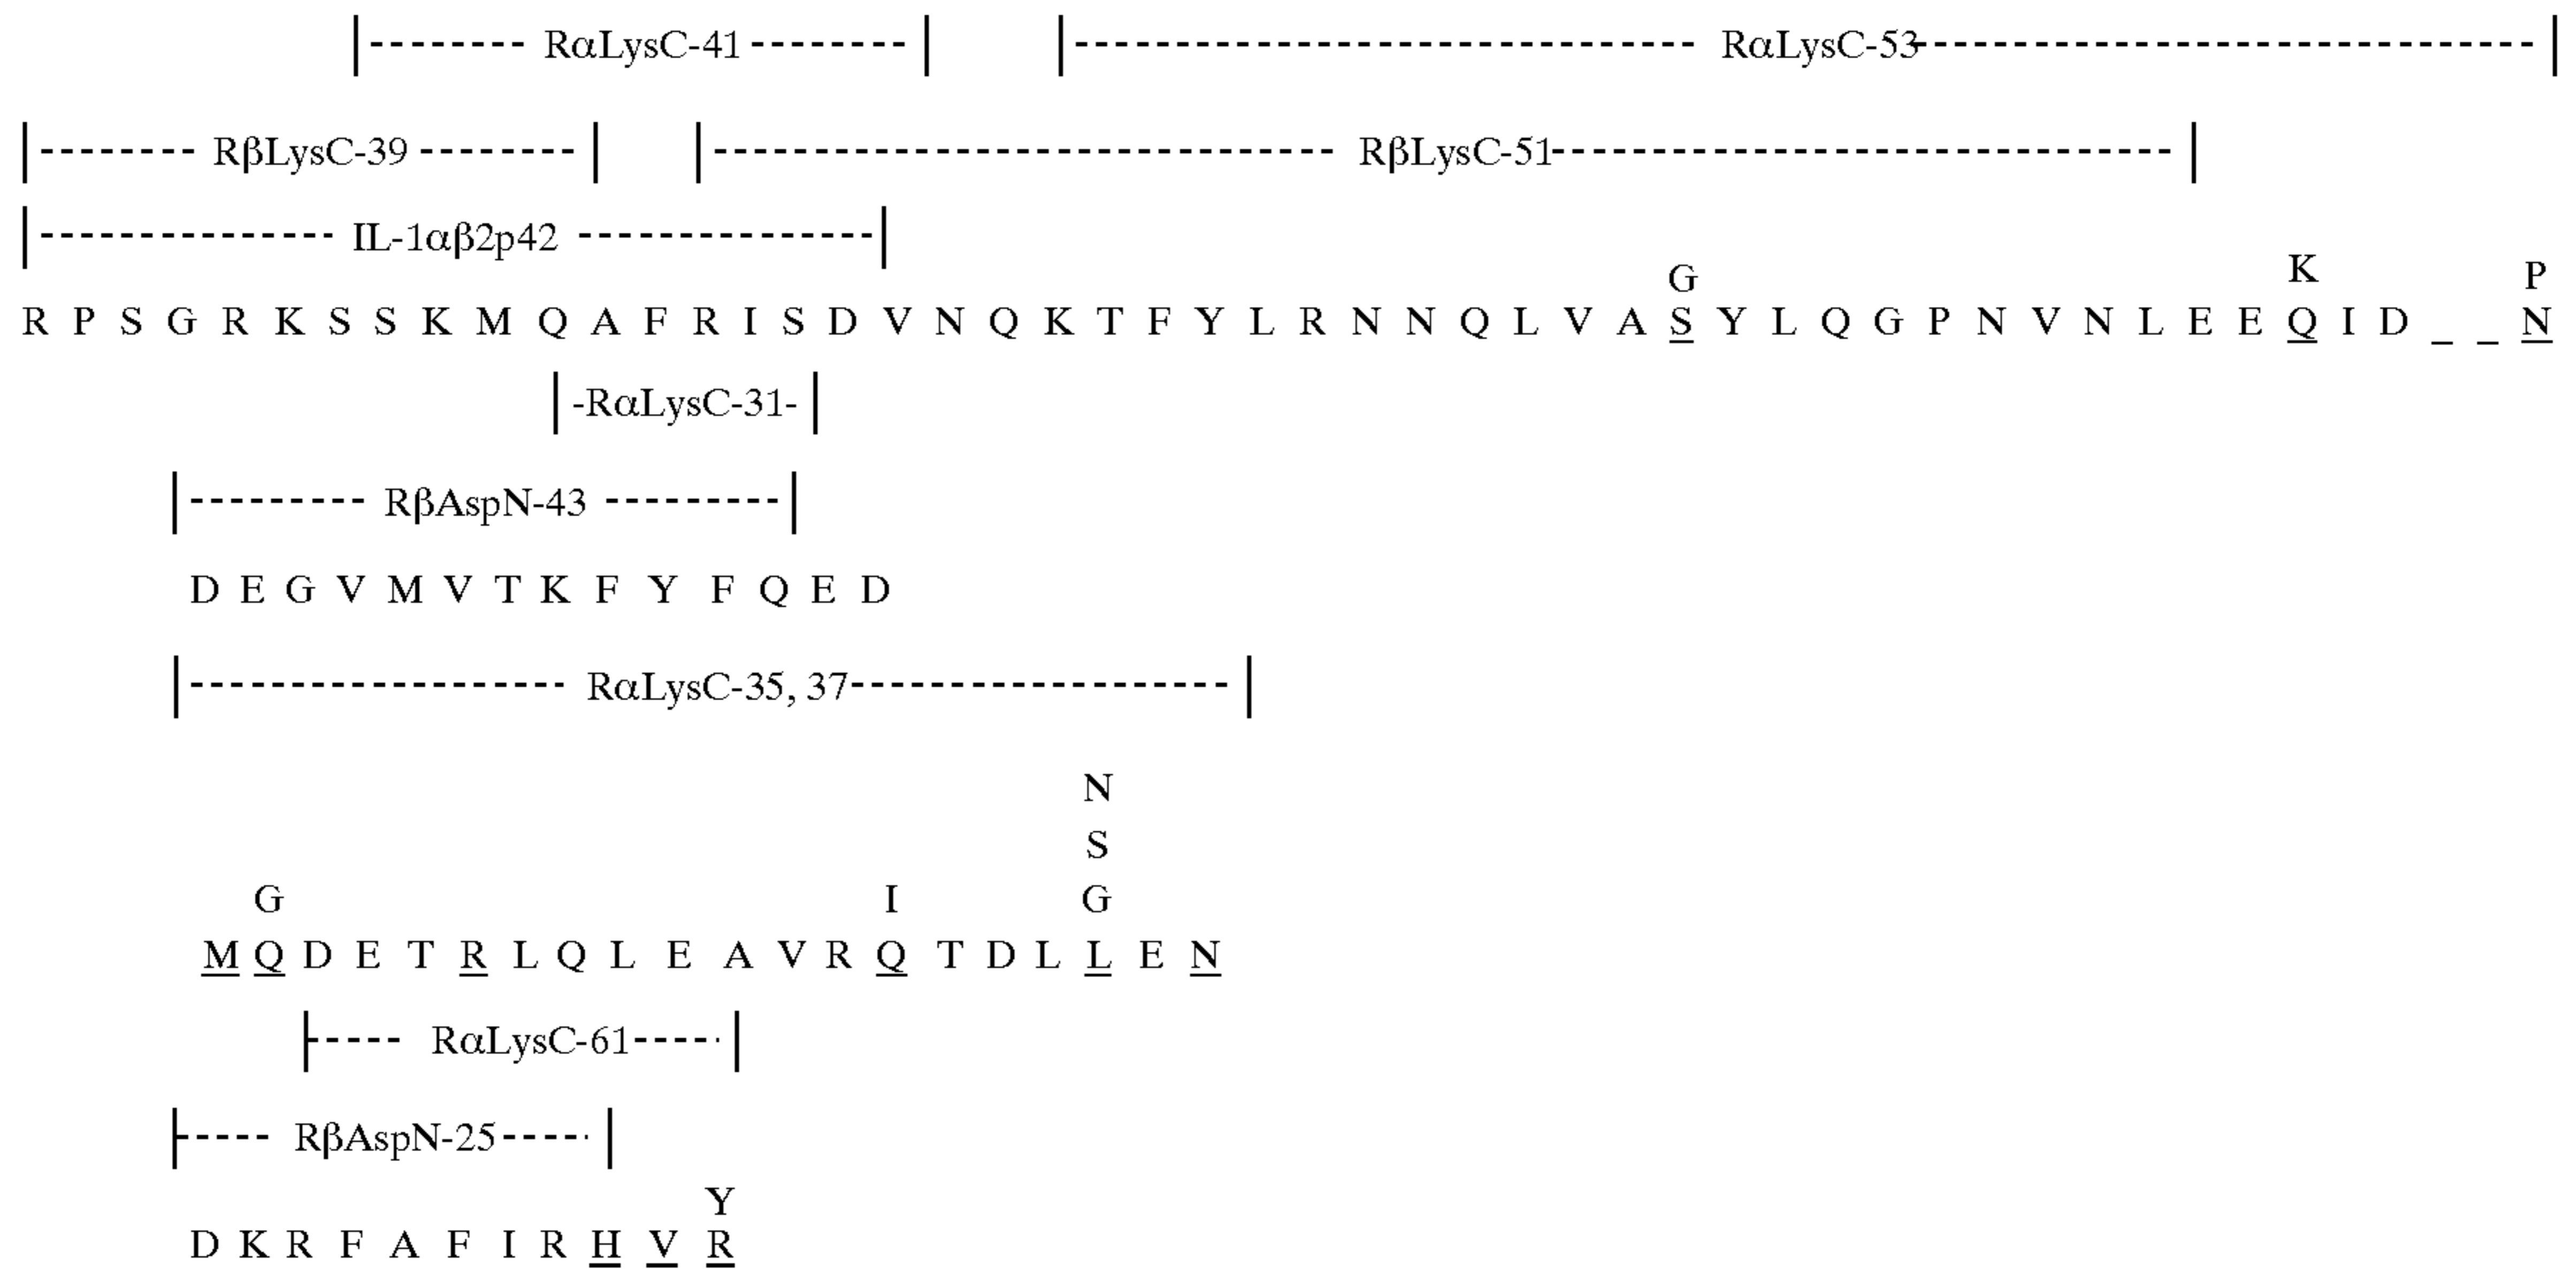 |-------- RαLysC-41 --------| |------------------------------- RαLysC-53-------------------------------|
|-------- RβLysC-39 --------| |------------------------------- RβLysC-51-------------------------------|
|--------------- IL-1αβ2p42 ---------------|
G K P
R P S G R K S S K M Q A F R I S D V N Q K T F Y L R N N Q L V A S Y L Q G P N V N L E E Q I D _ _ N
|-RαLysC-31-|
|--------- RβAspN-43 ---------|
D E G V M V T K F Y F Q E D
|------------------- RαLysC-35, 37-------------------|
N
S
G I G
M Q D E T R L Q L E A V R Q T D L L E N
|----- RαLysC-61-----|
|----- RβAspN-25-----|
Y
D K R F A F I R H V R